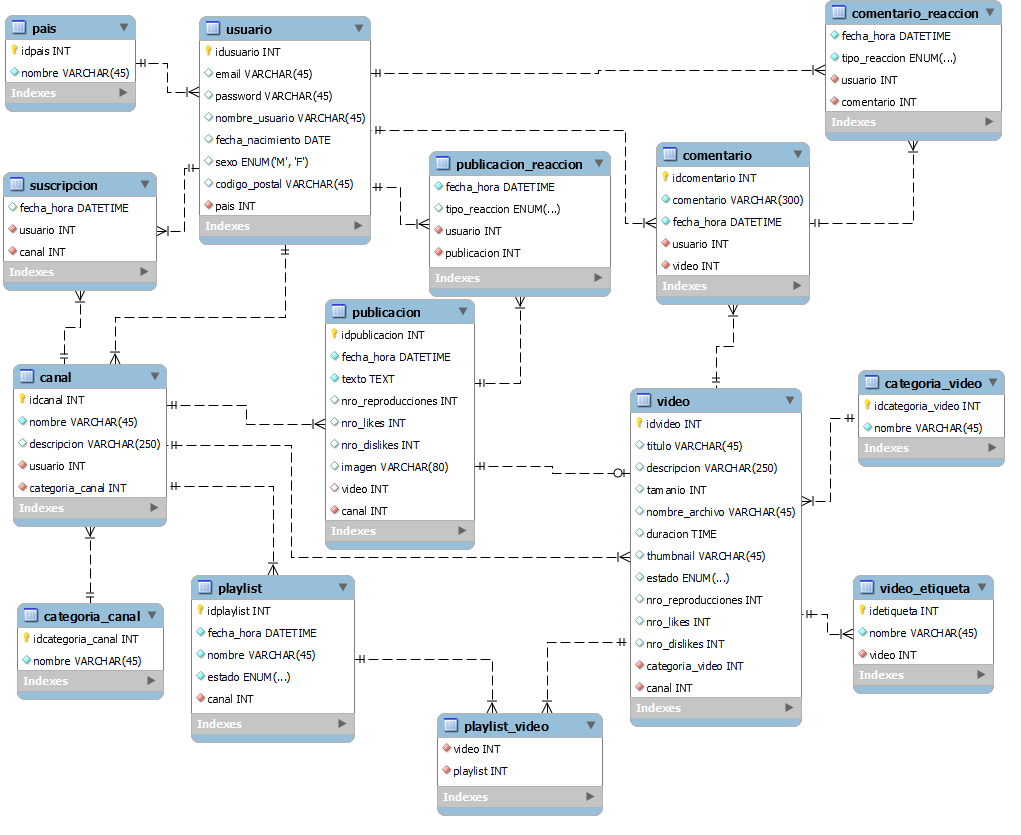 pais
idpais INT
nombre VARCHAR(45)
Indexes
usuario
idusuario INT
email VARCHAR(45)
password VARCHAR(45)
nombre_usuario VARCHAR(45)
fecha_nacimiento DATE
sexo ENUM('M', 'F')
codigo_postal VARCHAR(45)
pais INT
Indexes
comentario_reaccion
fecha_hora DATETIME
tipo_reaccion ENUM(...)
usuario INT
comentario INT
Indexes
suscripcion
fecha_hora DATETIME
usuario INT
canal INT
Indexes
publicacion_reaccion
fecha_hora DATETIME
tipo_reaccion ENUM(...)
usuario INT
publicacion INT
Indexes
comentario
idcomentario INT
comentario VARCHAR(300)
fecha_hora DATETIME
usuario INT
video INT
Indexes
canal
idcanal INT
nombre VARCHAR(45)
descripcion VARCHAR(250)
usuario INT
categoria_canal INT
Indexes
publicacion
idpublicacion INT
fecha_hora DATETIME
texto TEXT
nro_reproducciones INT
nro_likes INT
nro_dislikes INT
imagen VARCHAR(80)
video INT
canal INT
Indexes
video
idvideo INT
titulo VARCHAR(45)
descripcion VARCHAR(250)
tamanio INT
nombre_archivo VARCHAR(45)
duracion TIME
thumbnail VARCHAR(45)
estado ENUM(...)
nro_reproducciones INT
nro_likes INT
nro_dislikes INT
categoria_video INT
canal INT
Indexes
categoria_video
idcategoria_video INT
nombre VARCHAR(45)
Indexes
categoria_canal
idcategoria_canal INT
nombre VARCHAR(45)
Indexes
playlist
idplaylist INT
fecha_hora DATETIME
nombre VARCHAR(45)
estado ENUM(...)
canal INT
Indexes
video_etiqueta
idetiqueta INT
nombre VARCHAR(45)
video INT
Indexes
playlist_video
video INT
playlist INT
Indexes